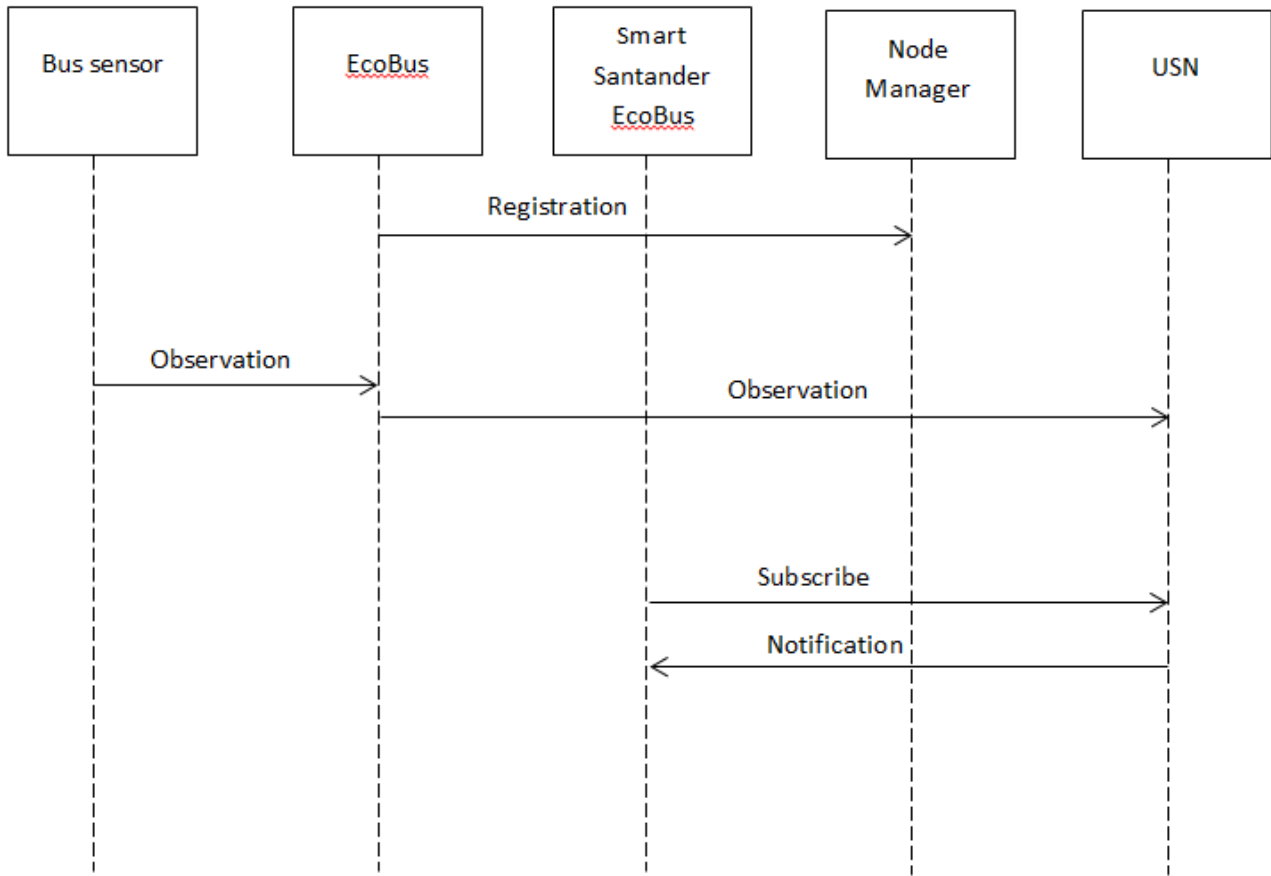 Bus sensor
EcoBus
Smart
Santander
EcoBus
Node
Manager
USN
Registration
Observation
Observation
Subscribe
Notification